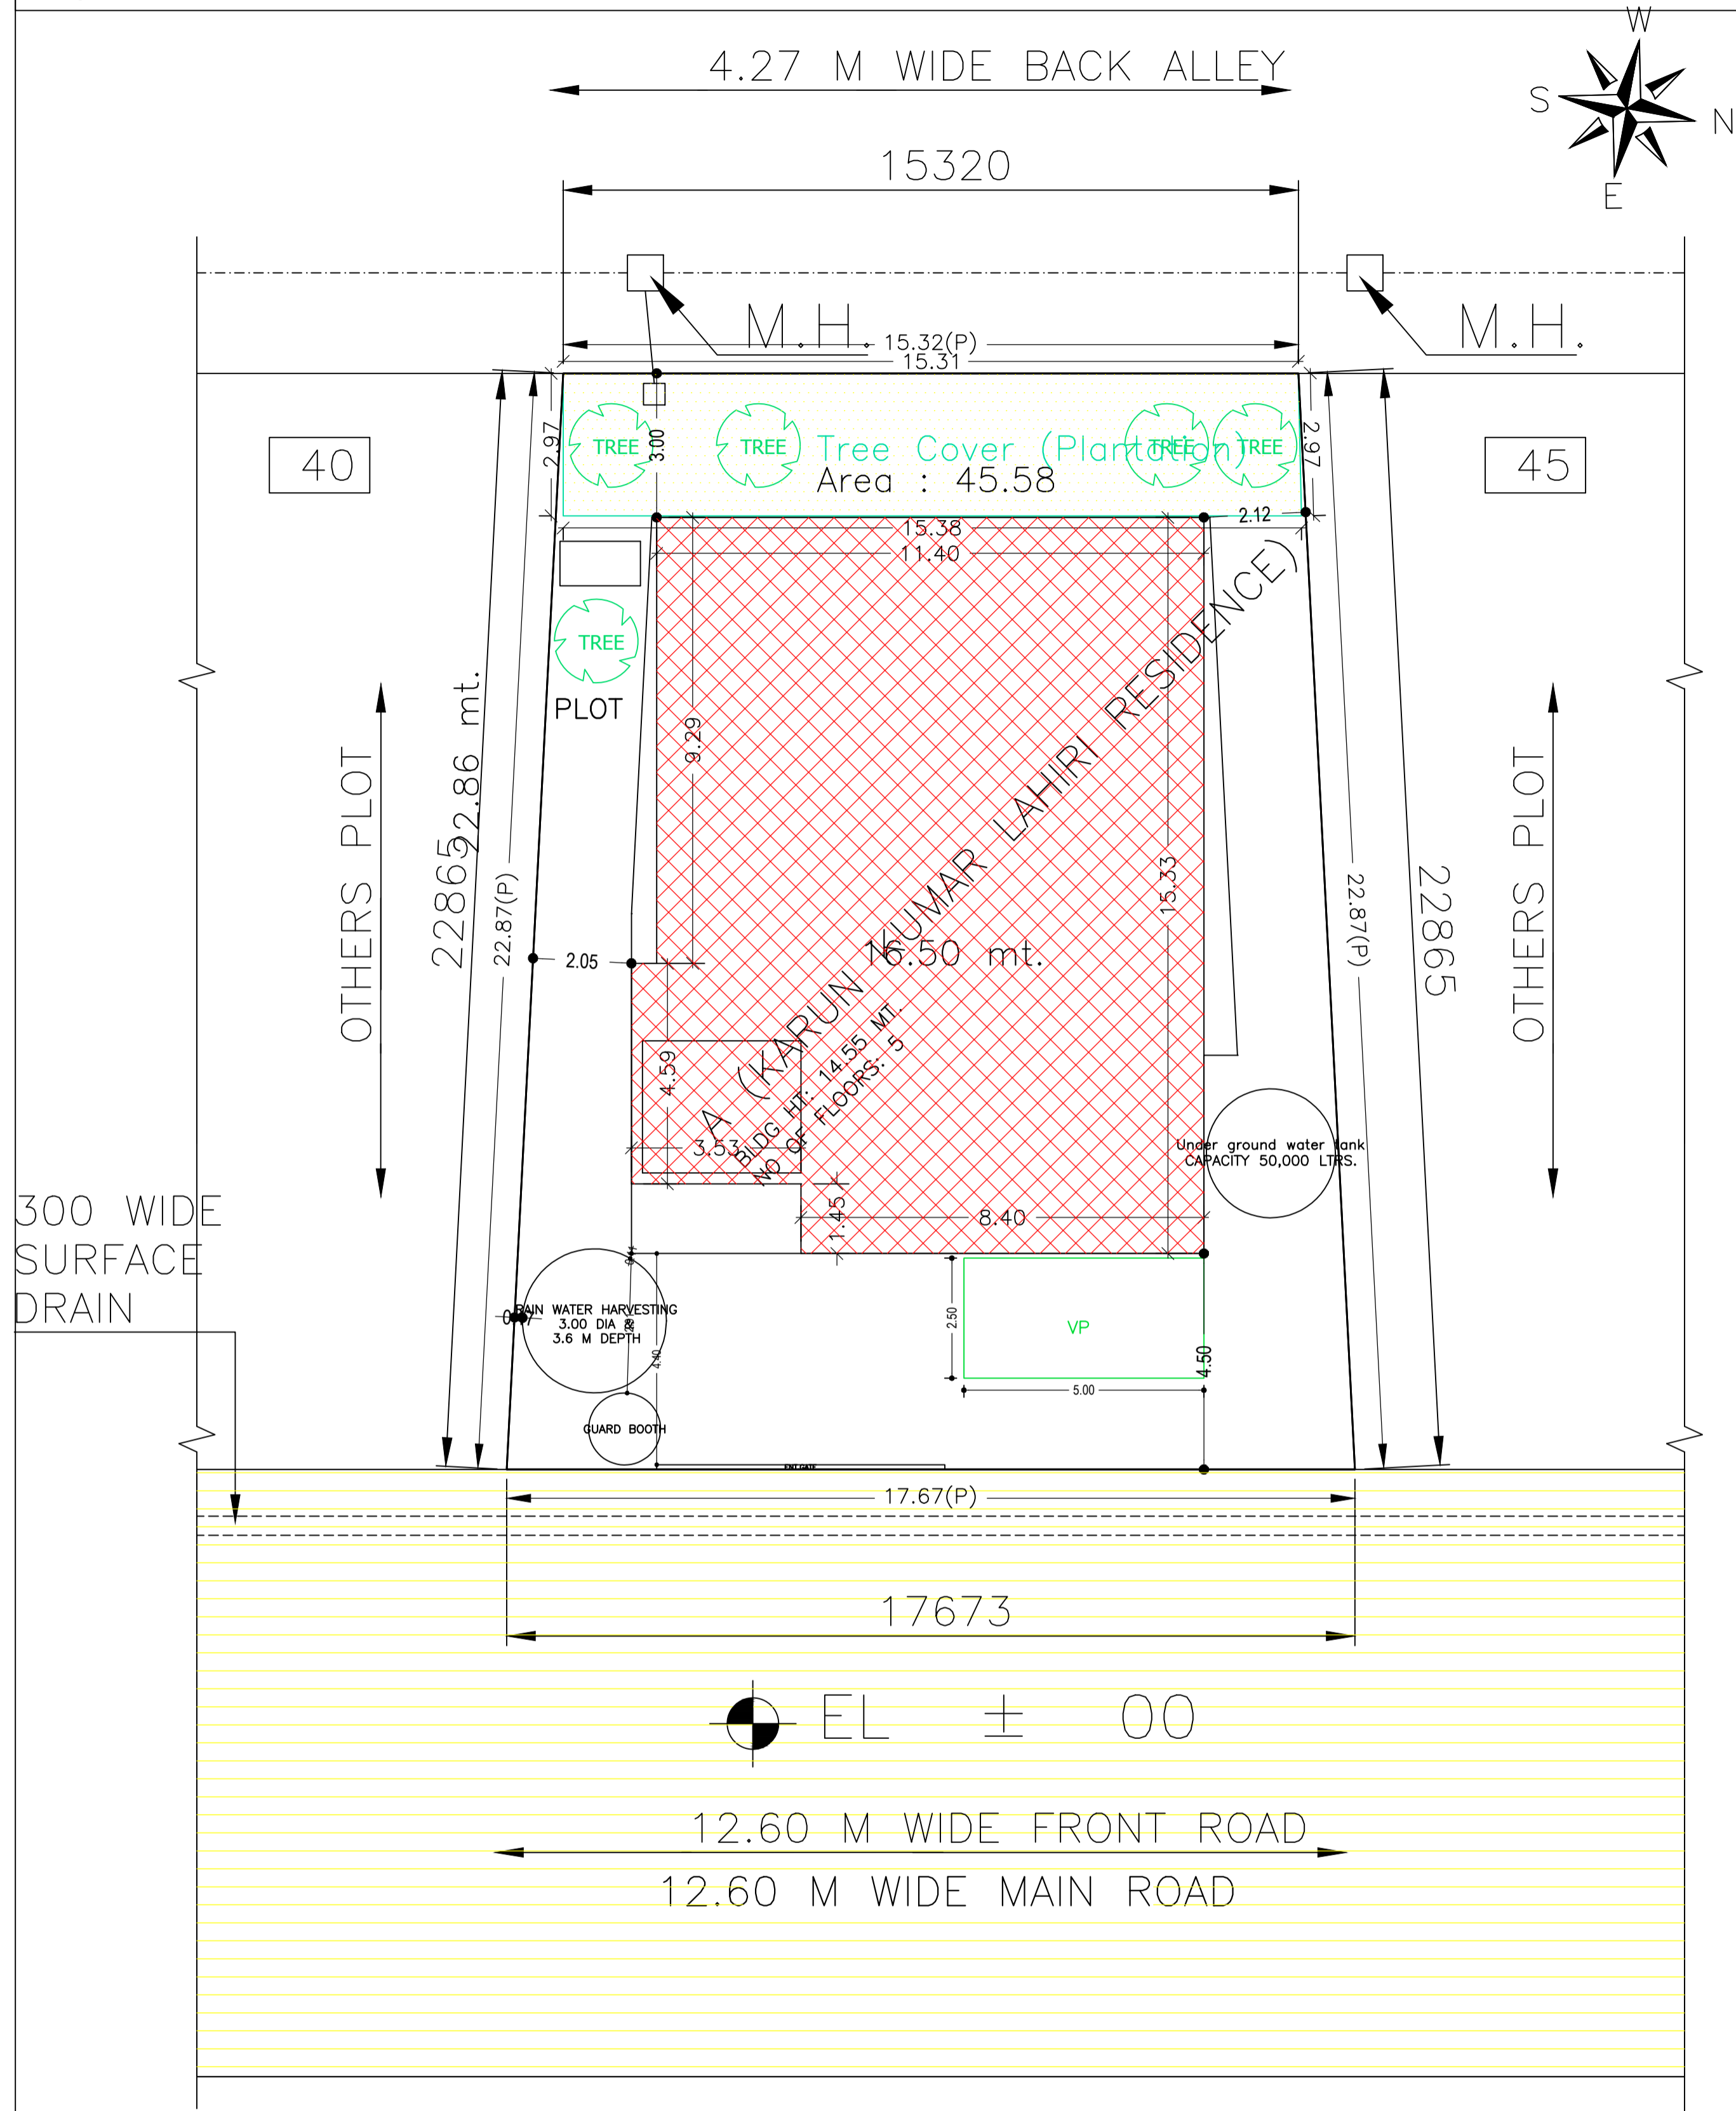 W
4.27 M WIDE BACK ALLEY
S
N
15320
E
M.H.
M.H.
15.32(P)
15.31
40
2.97
TREE
3.00
TREE
Tree Cover (Plantation)
TREE
TREE
2.97
45
Area : 45.58
2.12
15.38
11.40
TREE
PLOT
9.29
22.86 mt.
22865
22.87(P)
OTHERS PLOT
15.33
22.87(P)
22865
OTHERS PLOT
A (KARUN KUMAR LAHIRI RESIDENCE)
16.50 mt.
2.05
BLDG HT: 14.55 MT.
NO OF FLOORS: 5
4.59
3.53
Under ground water tank
CAPACITY 50,000 LTRS.
1.45
8.40
300 WIDE
SURFACE
DRAIN
RAIN WATER HARVESTING
3.00 DIA &
3.6 M DEPTH
4.40
2.50
VP
4.50
5.00
GUARD BOOTH
ENT.GATE
17.67(P)
17673
EL ± 00
12.60 M WIDE FRONT ROAD
12.60 M WIDE MAIN ROAD